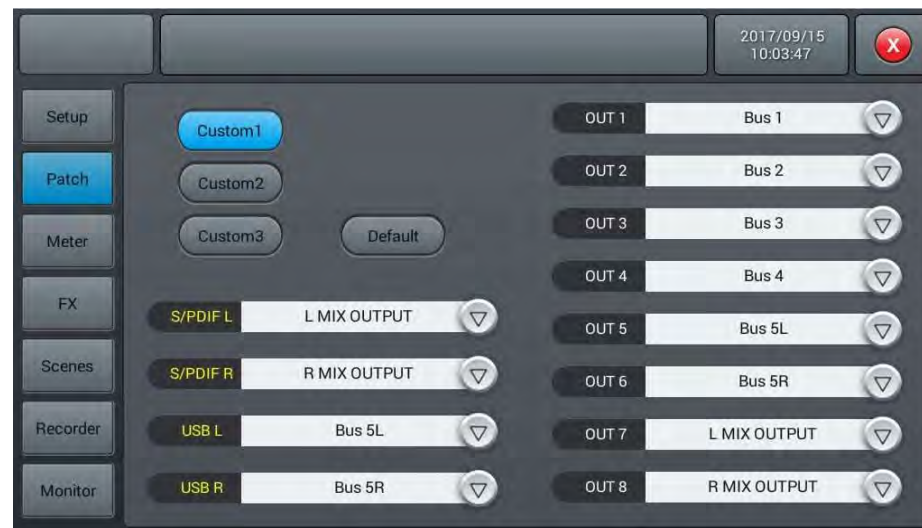 2017/09/15
10:03:47
X
Setup
Patch
Meter
FX
Scenes
Recorder
Monitor
Custom1
Custom2
Custom3
Default
S/PDIF L L MIX OUTPUT
S/PDIF R R MIX OUTPUT
USB L Bus 5L
USB R Bus 5R
OUT 1 Bus 1
OUT 2 Bus 2
OUT 3 Bus 3
OUT 4 Bus 4
OUT 5 Bus 5L
OUT 6 Bus 5R
OUT 7 L MIX OUTPUT
OUT 8 R MIX OUTPUT